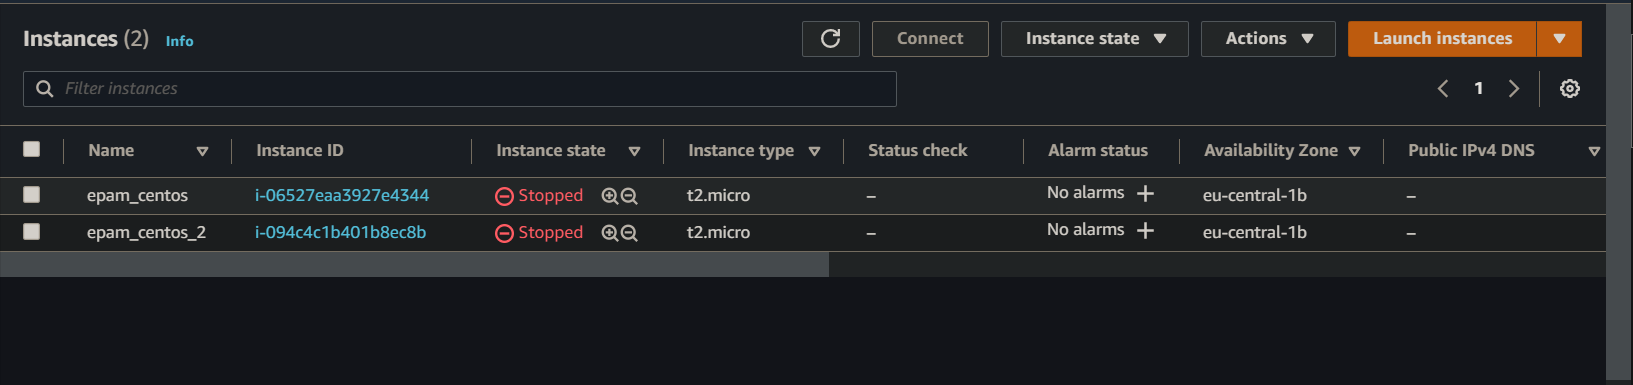 Instances (2) Info Connect Instance state Actions Launch instances
Filter instances 1
Name Instance ID Instance state Instance type Status check Alarm status Availability Zone Public IPv4 DNS
epam_centos i-06527eaa3927e4344 Stopped t2.micro – No alarms + eu-central-1b –
epam_centos_2 i-094c4c1b401b8ec8b Stopped t2.micro – No alarms + eu-central-1b –